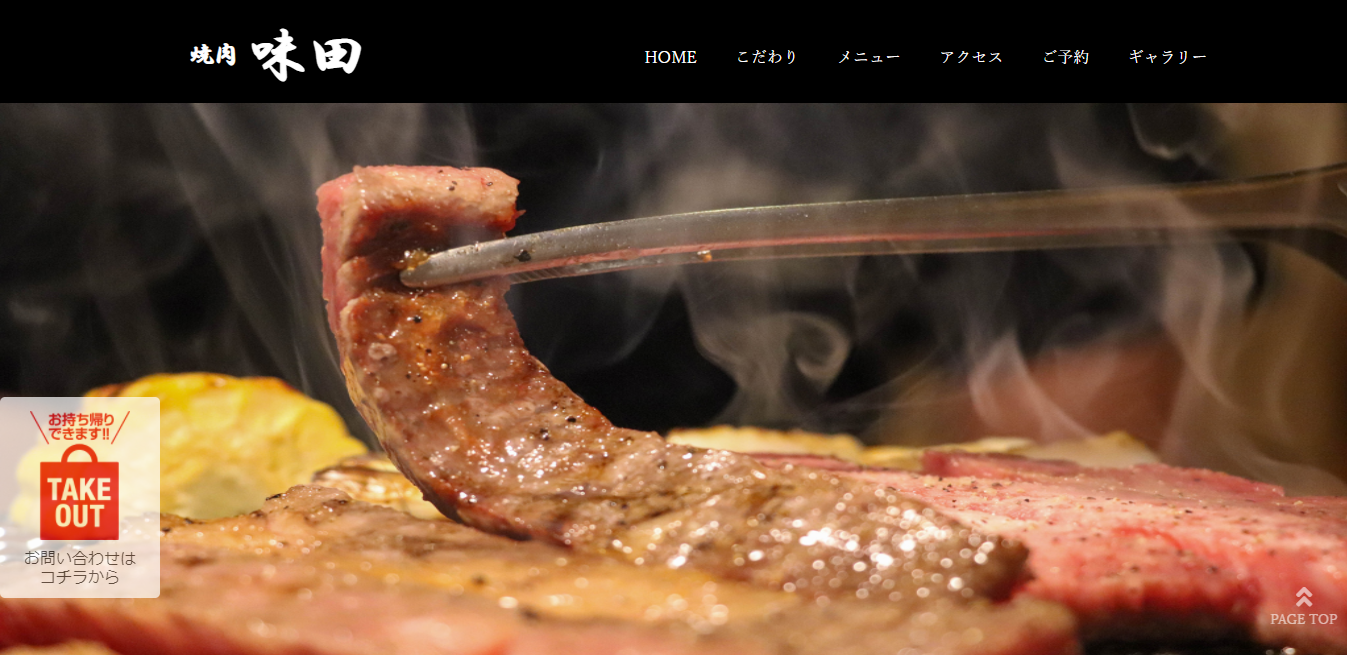 焼肉 味田
HOME こだわり メニュー アクセス ご予約 ギャラリー
お持ち帰り
できます!!
TAKE
OUT
お問い合わせは
コチラから
PAGE TOP